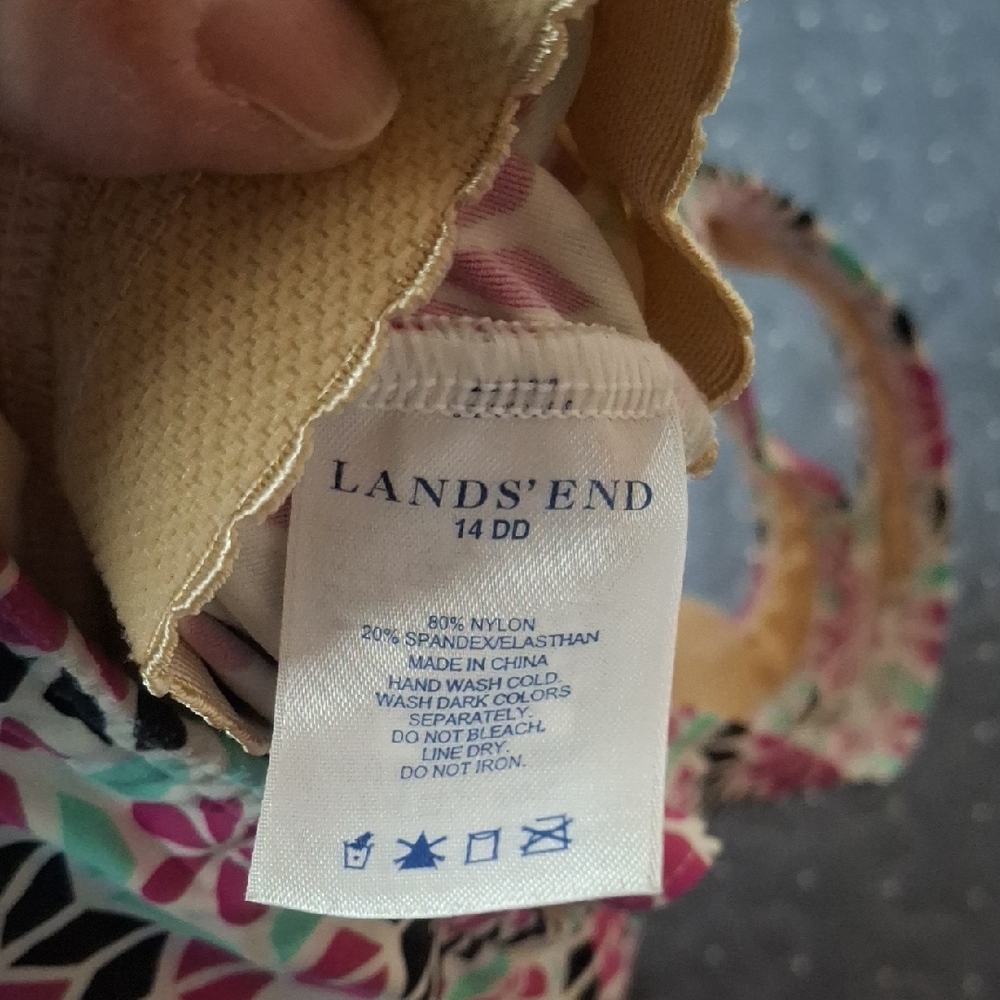 LANDS' END
14 DD
80% NYLON
20% SPANDEX/ELASTHAN
MADE IN CHINA
HAND WASH COLD.
WASH DARK COLORS
SEPARATELY.
DO NOT BLEACH.
LINE DRY.
DO NOT IRON.